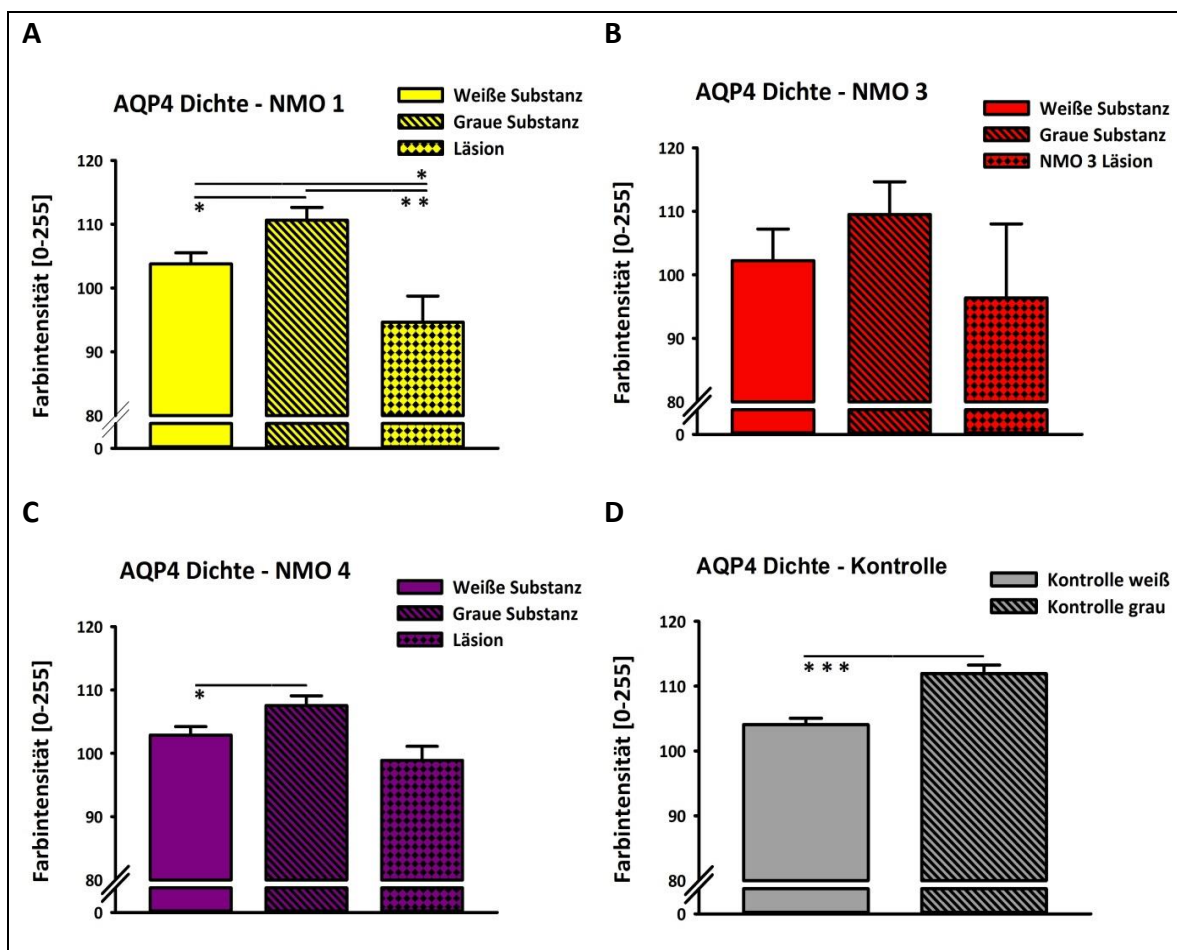 A
AQP4 Dichte - NMO 1
Weiße Substanz
Graue Substanz
Läsion
Farbintensität [0-255]
120
110
100
90
80
0
*
*
* *
B
AQP4 Dichte - NMO 3
Weiße Substanz
Graue Substanz
NMO 3 Läsion
Farbintensität [0-255]
120
110
100
90
80
0
C
AQP4 Dichte - NMO 4
Weiße Substanz
Graue Substanz
Läsion
Farbintensität [0-255]
120
110
100
90
80
0
*
D
AQP4 Dichte - Kontrolle
Kontrolle weiß
Kontrolle grau
Farbintensität [0-255]
120
110
100
90
80
0
* * *